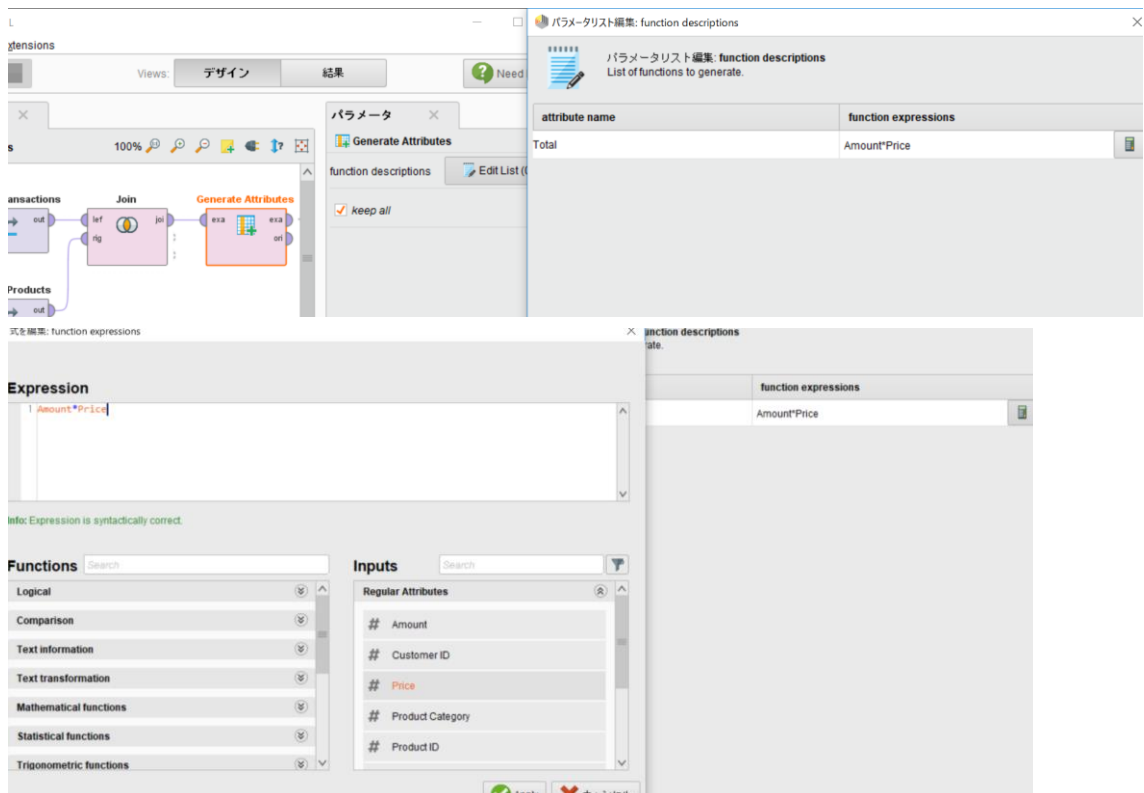 L
xtensions
Views:
デザイン
結果
Need
パラメータ
100%
Generate Attributes
function descriptions
Edit List (
keep all
ansactions
Join
Generate Attributes
out
lef
joi
exa
exa
rig
ori
Products
out
パラメータリスト編集: function descriptions
パラメータリスト編集: function descriptions
List of functions to generate.
attribute name
function expressions
Total
Amount*Price
式を編集: function expressions
Expression
1 Amount*Price
Info: Expression is syntactically correct.
Functions
Search
Inputs
Search
Logical
Comparison
Text information
Text transformation
Mathematical functions
Statistical functions
Trigonometric functions
Regular Attributes
# Amount
# Customer ID
# Price
# Product Category
# Product ID
unction descriptions
rate.
function expressions
Amount*Price